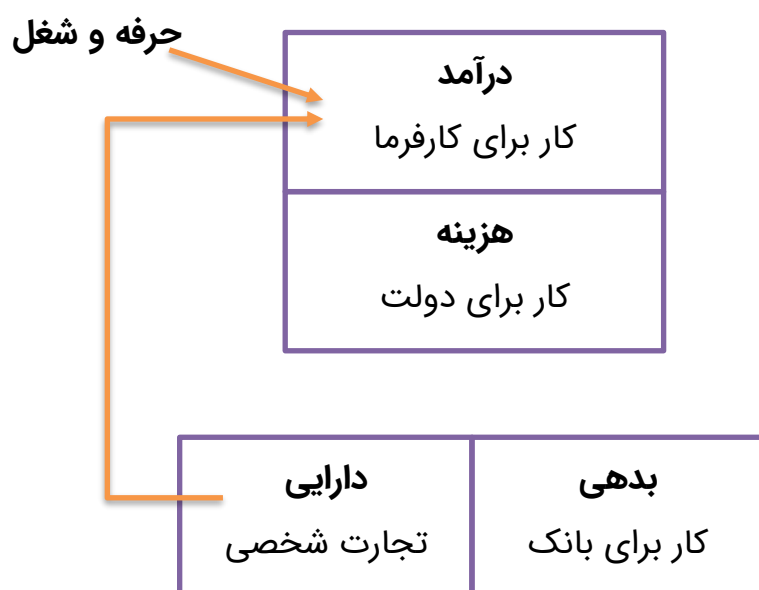 حرفه و شغل
درآمد
کار برای کارفرما
هزینه
کار برای دولت
دارایی
تجارت شخصی
بدهی
کار برای بانک